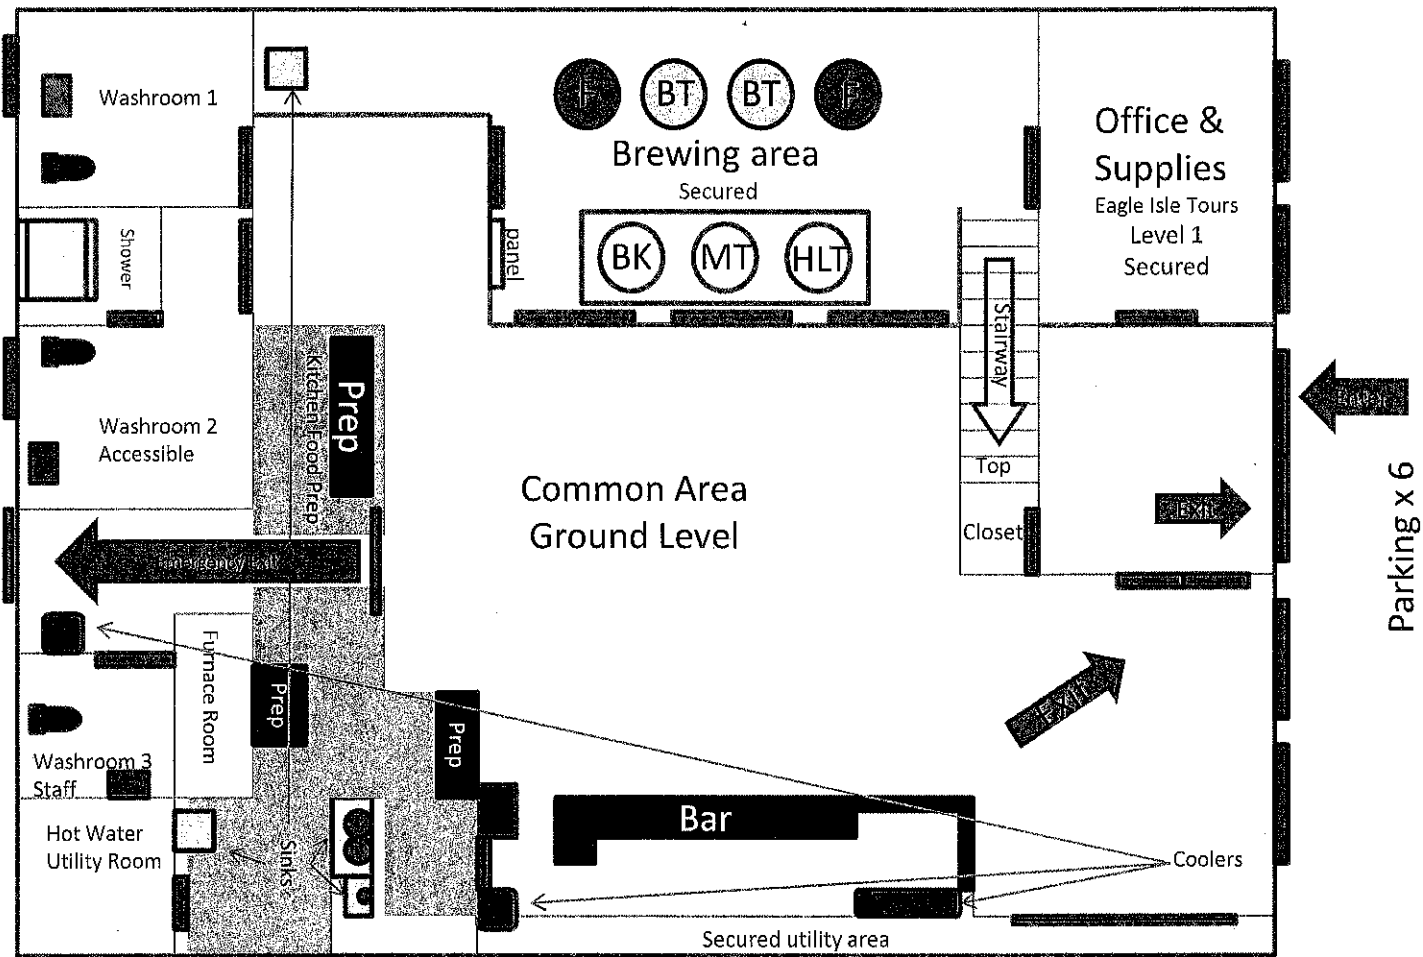 Washroom 1
F
BT
BT
F
Brewing area
Secured
Office &
Supplies
Eagle Isle Tours
Level 1
Secured
Shower
panel
BK
MT
HLT
Stairway
Top
Closet
Kitchen Food Prep
Prep
Washroom 2
Accessible
Common Area
Ground Level
Enter
Exit
Parking x 6
Emergency Exit
Furnace Room
Prep
Prep
EXIT
Washroom 3
Staff
Hot Water
Utility Room
Sinks
Bar
Coolers
Secured utility area